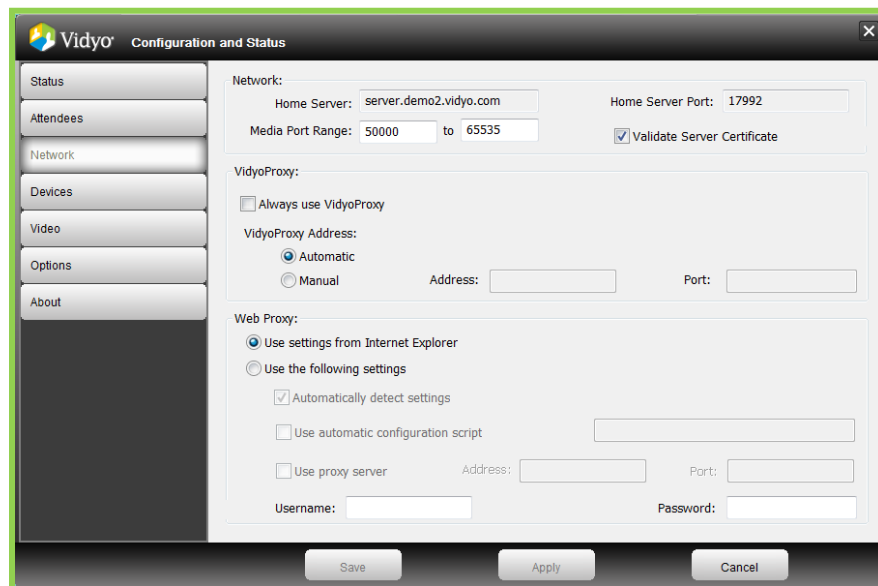 Vidyo Configuration and Status
Status
Attendees
Network
Devices
Video
Options
About
Network:
Home Server: server.demo2.vidyo.com Home Server Port: 17992
Media Port Range: 50000 to 65535 Validate Server Certificate
VidyoProxy:
Always use VidyoProxy
VidyoProxy Address:
Automatic
Manual Address: Port:
Web Proxy:
Use settings from Internet Explorer
Use the following settings
Automatically detect settings
Use automatic configuration script
Use proxy server Address: Port:
Username: Password:
Save Apply Cancel